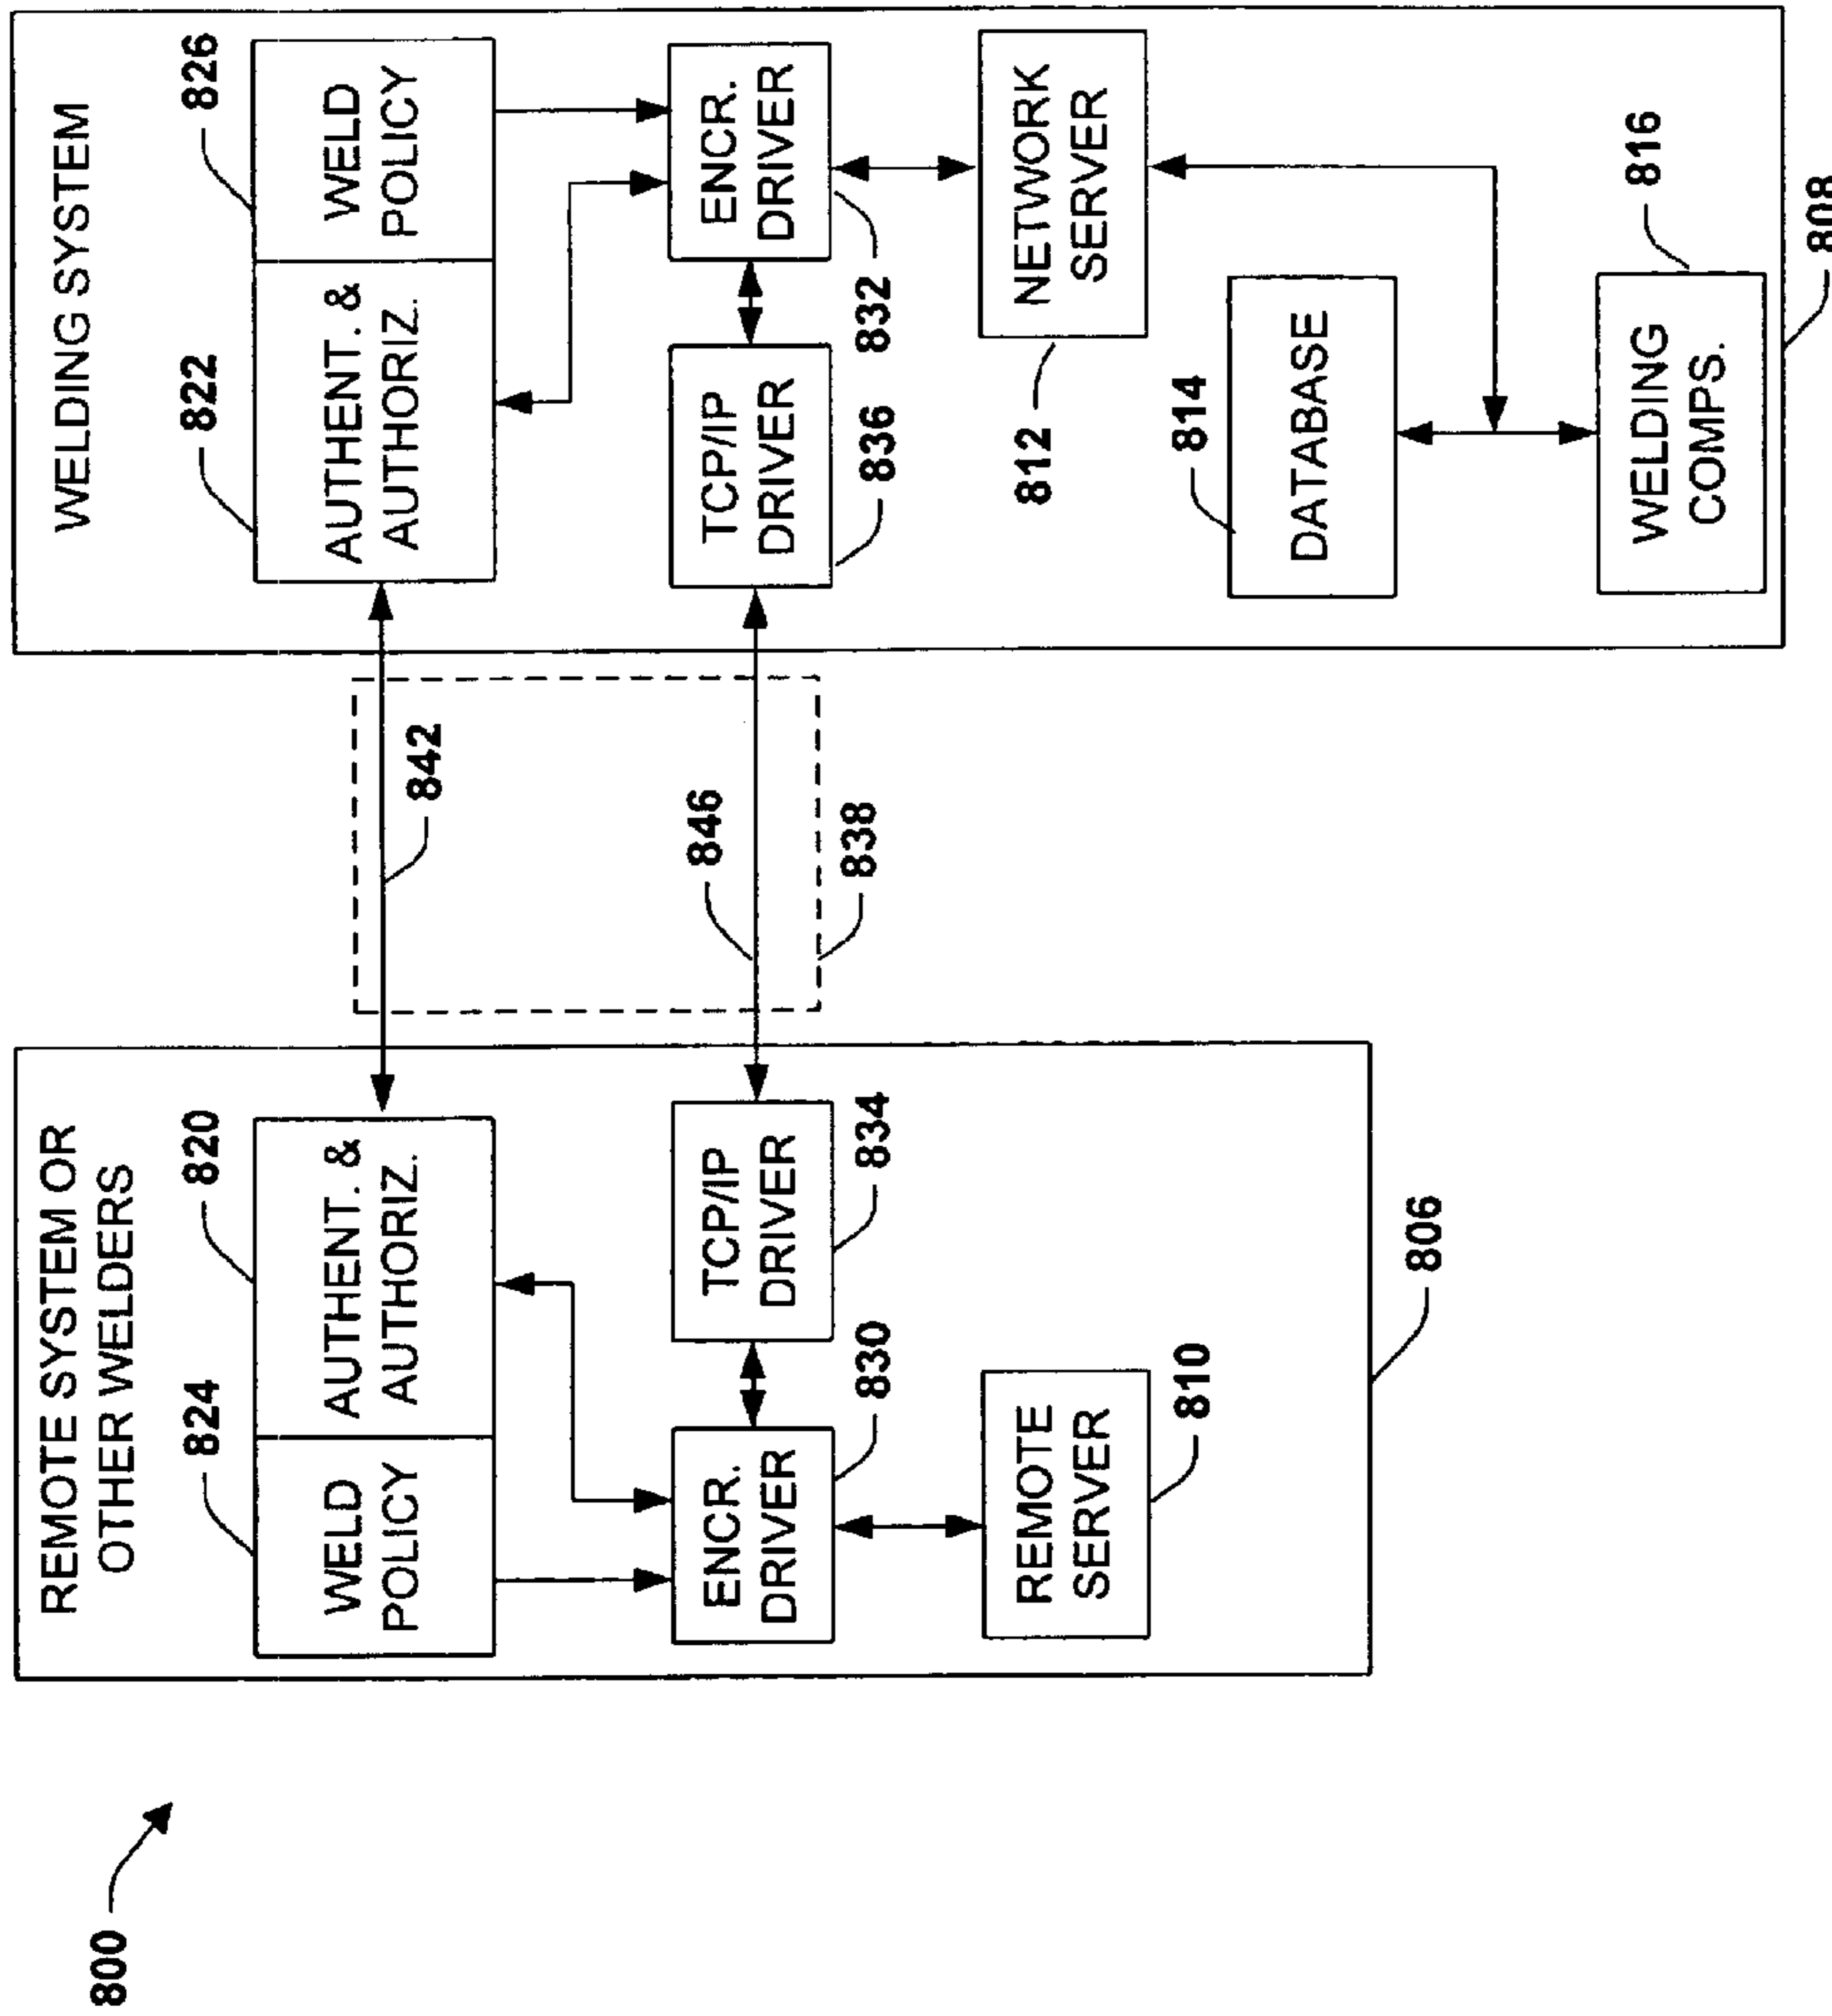 800
REMOTE SYSTEM OR
OTHER WELDERS
824
820
WELD
POLICY
AUTHENT. &
AUTHORIZ.
ENCR.
DRIVER
830
TCP/IP
DRIVER
834
REMOTE
SERVER
810
806
842
846
838
WELDING SYSTEM
822
826
AUTHENT. &
AUTHORIZ.
WELD
POLICY
TCP/IP
DRIVER
836
ENCR.
DRIVER
832
NETWORK
SERVER
812
814
DATABASE
WELDING
COMPS.
816
808